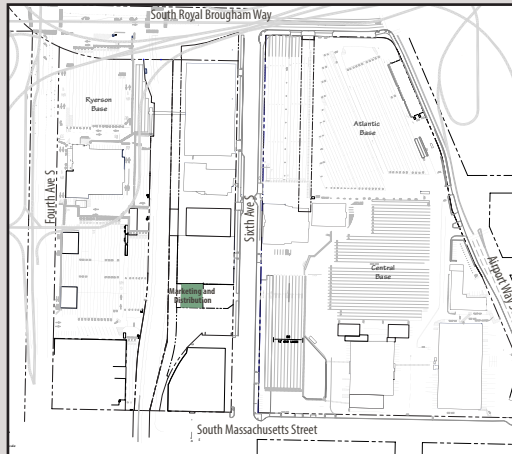 South Royal Brougham Way
Ryerson
Base
Atlantic
Base
Fourth Ave S
Sixth Ave S
Central
Base
Airport Way S
Marketing and
Distribution
South Massachusetts Street